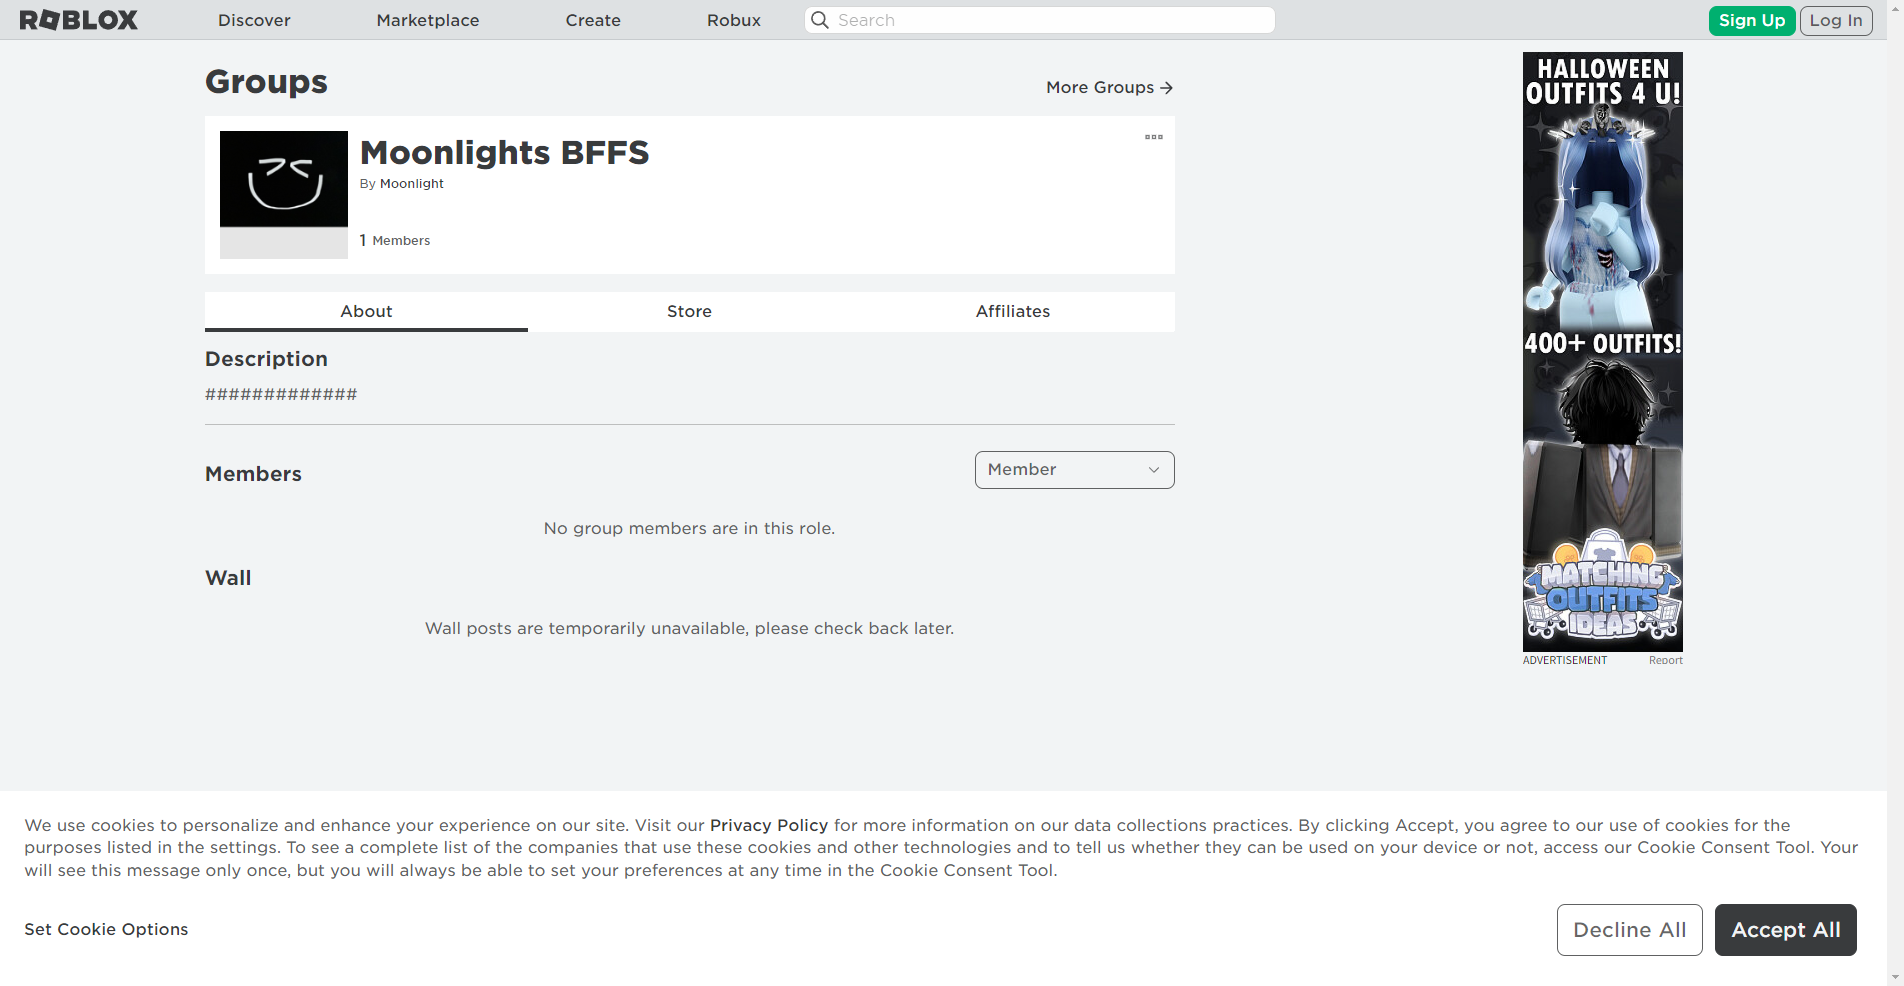 ROBLOX
Discover
Marketplace
Create
Robux
Search
Sign Up
Log In
Groups
More Groups
Moonlights BFFS
By Moonlight
1 Members
About
Store
Affiliates
Description
#############
Members
Member
No group members are in this role.
Wall
Wall posts are temporarily unavailable, please check back later.
HALLOWEEN
OUTFITS 4 U!
400+ OUTFITS!
MATCHING
OUTFITS
IDEAS
ADVERTISEMENT
Report
We use cookies to personalize and enhance your experience on our site. Visit our Privacy Policy for more information on our data collections practices. By clicking Accept, you agree to our use of cookies for the
purposes listed in the settings. To see a complete list of the companies that use these cookies and other technologies and to tell us whether they can be used on your device or not, access our Cookie Consent Tool. Your
will see this message only once, but you will always be able to set your preferences at any time in the Cookie Consent Tool.
Set Cookie Options
Decline All
Accept All